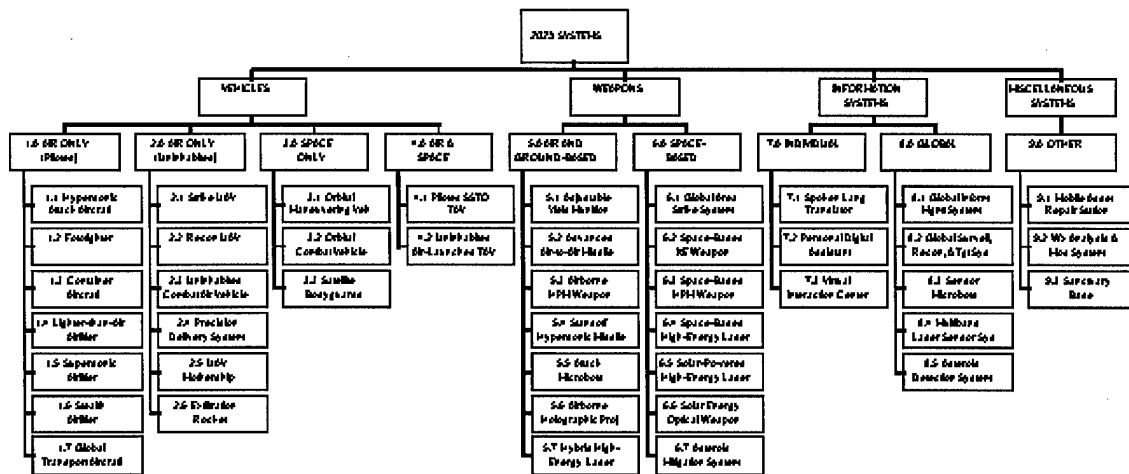 2025 SYSTEMS
VEHICLES
WEAPONS
INFORMATION
SYSTEMS
MISCELLANEOUS
SYSTEMS
1.0 AIR ONLY
(Piloted)
2.0 AIR ONLY
(Uninhabited)
3.0 SPACE
ONLY
4.0 AIR &
SPACE
5.0 AIR AND
GROUND-BASED
6.0 SPACE-
BASED
7.0 INDIVIDUAL
8.0 GLOBAL
9.0 OTHER
1.1 Hypersonic
Attack Aircraft
1.2 Fotofighter
1.3 Container
Aircraft
1.4 Lighter-than-Air
Airlifter
1.5 Supersonic
Airlifter
1.6 Stealth
Airlifter
1.7 Global
Transport Aircraft
2.1 Strike UAV
2.2 Recon UAV
2.3 Uninhabited
Combat Air Vehicle
2.4 Precision
Delivery System
2.5 UAV
Mothership
2.6 Exfiltration
Rocket
3.1 Orbital
Maneuvering Veh
3.2 Orbital
Combat Vehicle
3.3 Satellite
Bodyguards
4.1 Piloted SSTO
TAV
4.2 Uninhabited
Air-Launched TAV
5.1 Adjustable
Yield Munition
5.2 Advanced
Air-to-Air Missile
5.3 Airborne
HPM Weapon
5.4 Standoff
Hypersonic Missile
5.5 Attack
Microbots
5.6 Airborne
Holographic Proj
5.7 Hybrid High-
Energy Laser
6.1 Global Area
Strike System
6.2 Space-Based
KE Weapon
6.3 Space-Based
HPM Weapon
6.4 Space-Based
High-Energy Laser
6.5 Solar-Powered
High-Energy Laser
6.6 Solar Energy
Optical Weapon
6.7 Asteroid
Mitigation System
7.1 Spoken Lang
Translator
7.2 Personal Digital
Assistant
7.3 Virtual
Interaction Center
8.1 Global Inform
Mgmt System
8.2 Global Surveil,
Recon, & Tgt Sys
8.3 Sensor
Microbots
8.4 Multiband
Laser Sensor Sys
8.5 Asteroid
Detection System
9.1 Mobile Asset
Repair Station
9.2 Wx Analysis &
Mod System
9.3 Sanctuary
Base